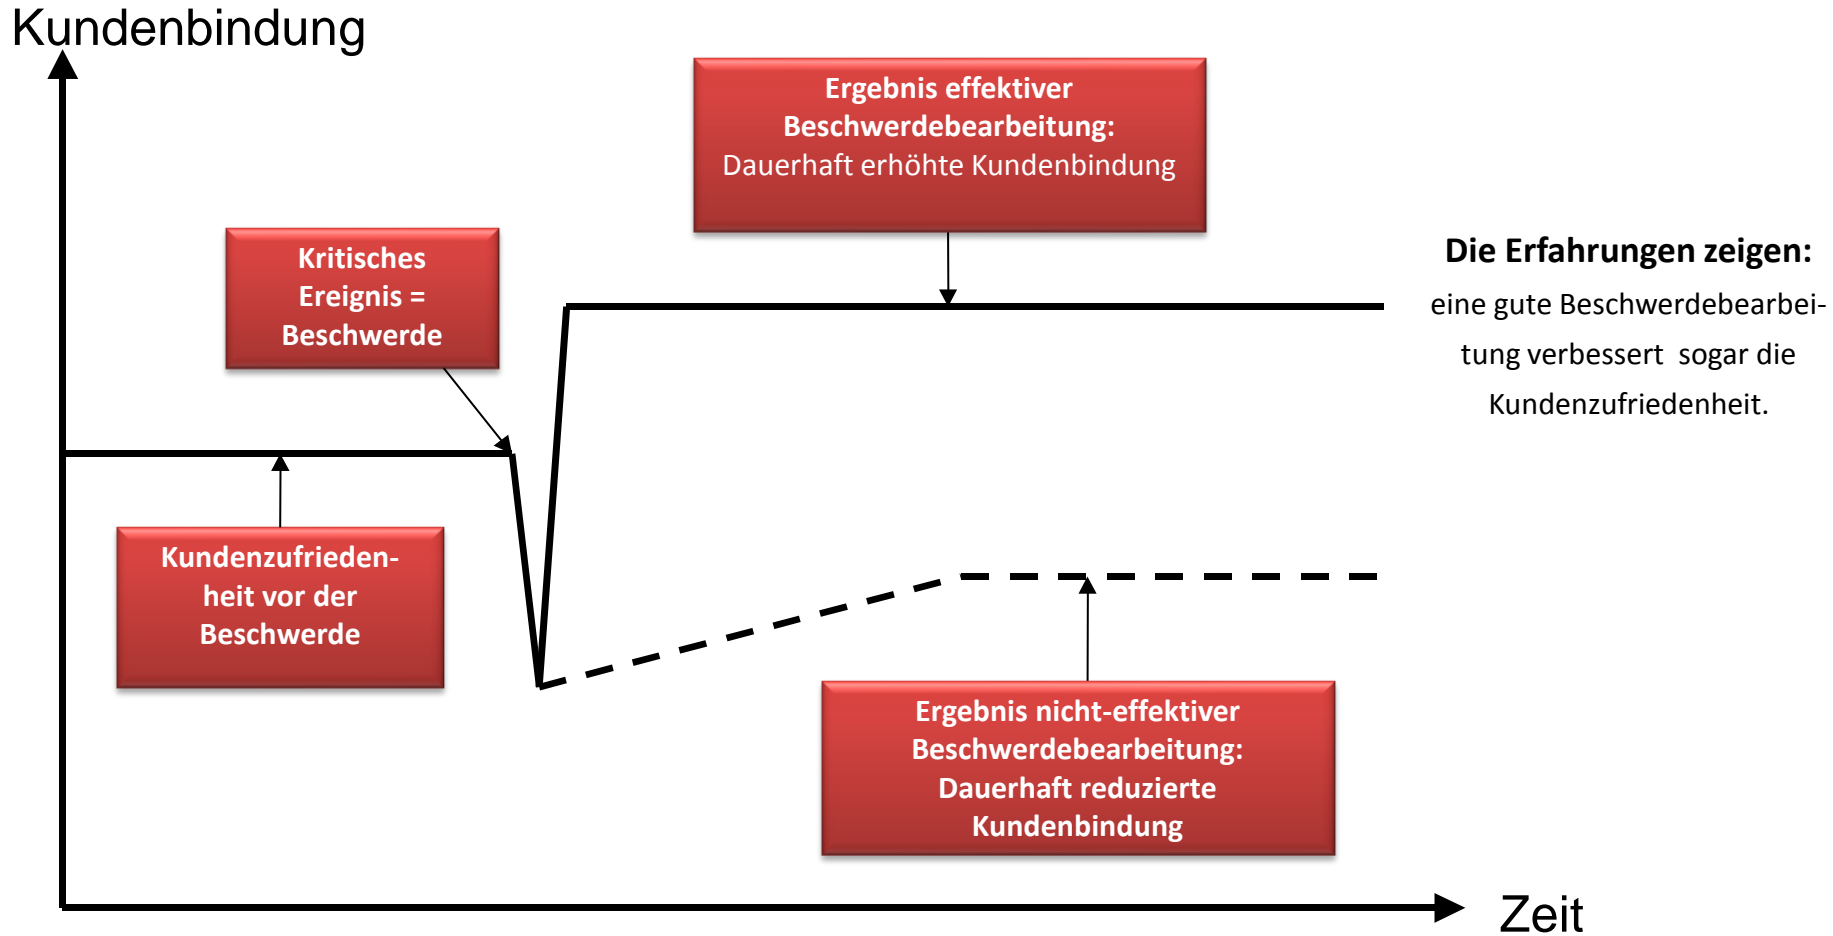 Kundenbindung
Ergebnis effektiver
Beschwerdebearbeitung:
Dauerhaft erhöhte Kundenbindung
Kritisches
Ereignis =
Beschwerde
Die Erfahrungen zeigen:
eine gute Beschwerdebearbei-
tung verbessert  sogar die
Kundenzufriedenheit.
Kundenzufrieden-
heit vor der
Beschwerde
Ergebnis nicht-effektiver
Beschwerdebearbeitung:
Dauerhaft reduzierte
Kundenbindung
Zeit